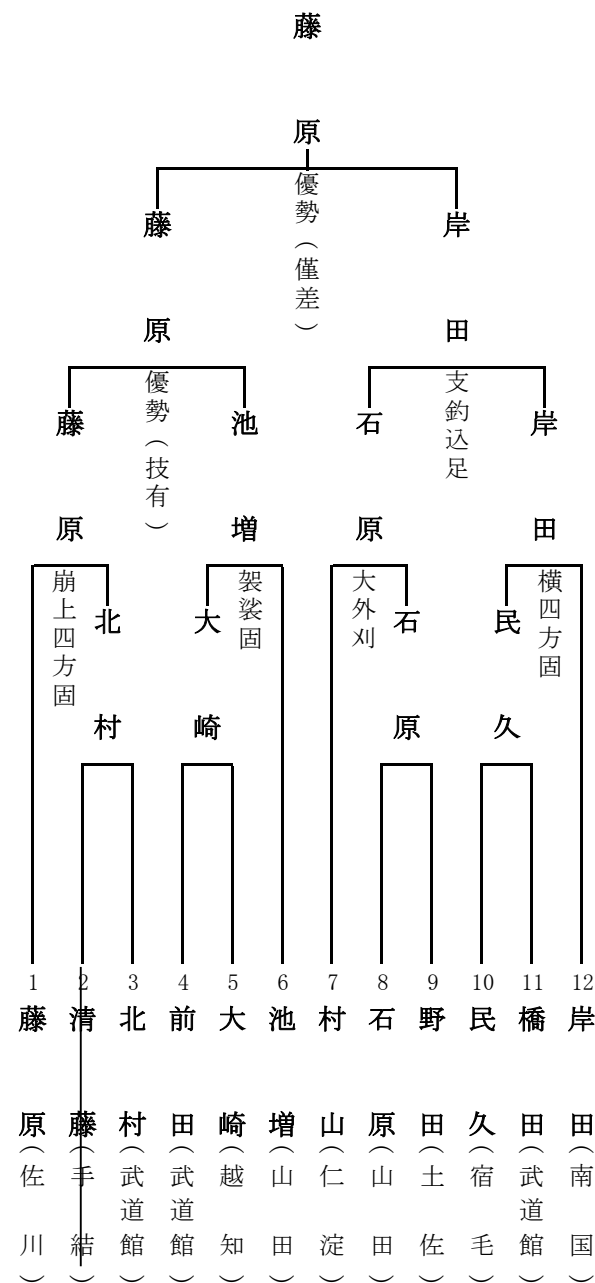 藤原
優勢（僅差）
藤原
岸田
優勢（技有）
支釣込足
藤原
池増
石原
岸田
崩上四方固
袈裟固
大外刈
横四方固
北村
大崎
石原
民久
1 藤原（佐川）
2 清藤（手結）
3 北村（武道館）
4 前田（武道館）
5 大崎（越知）
6 池増（山田）
7 村山（仁淀）
8 石原（山田）
9 野田（土佐）
10 民久（宿毛）
11 橋田（武道館）
12 岸田（南国）